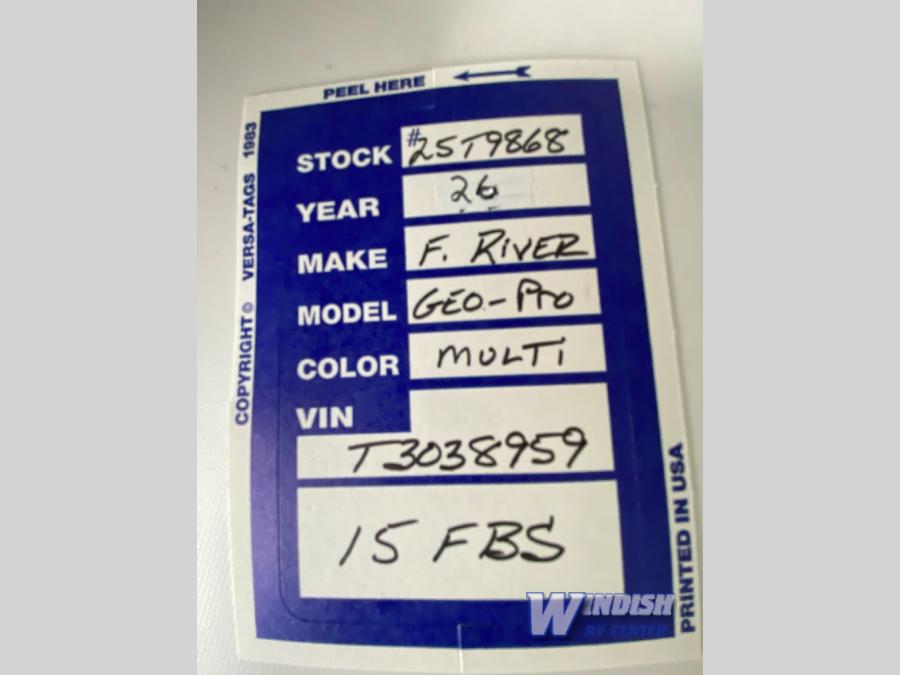 PEEL HERE
COPYRIGHT © VERSA-TAGS 1983
STOCK #25T9868
YEAR 26
MAKE F. RIVER
MODEL GEO-PRO
COLOR MULTI
VIN
T3038959
15 FBS
PRINTED IN USA
WINDISH
RV CENTER